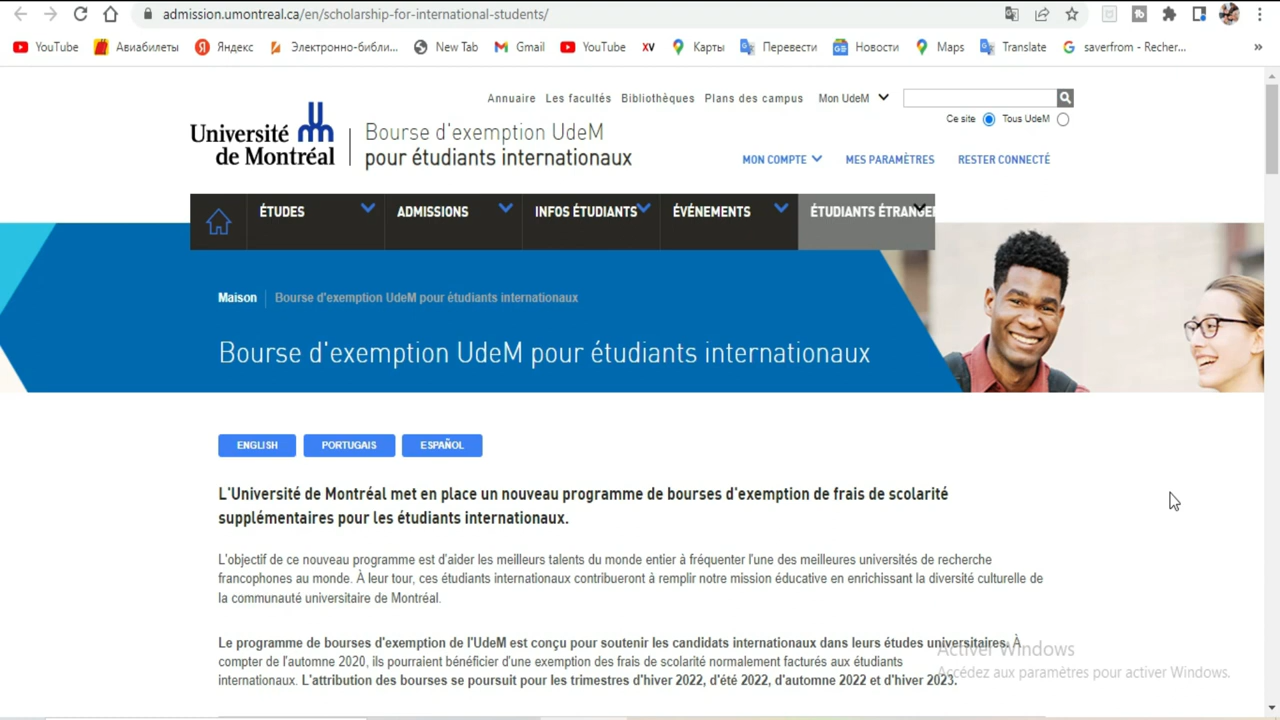 admission.umontreal.ca/en/scholarship-for-international-students/
YouTube
Авиабилеты
Яндекс
Электронно-библи...
New Tab
Gmail
YouTube
XV
Карты
Перевести
Новости
Maps
Translate
saverfrom - Recher...
»
Annuaire Les facultés Bibliothèques Plans des campus Mon UdeM
Ce site Tous UdeM
Université
de Montréal
Bourse d'exemption UdeM
pour étudiants internationaux
MON COMPTE MES PARAMÈTRES RESTER CONNECTÉ
ÉTUDES ADMISSIONS INFOS ÉTUDIANTS ÉVÉNEMENTS ÉTUDIANTS ÉTRANGER
Maison Bourse d'exemption UdeM pour étudiants internationaux
Bourse d'exemption UdeM pour étudiants internationaux
ENGLISH PORTUGAIS ESPAÑOL
L'Université de Montréal met en place un nouveau programme de bourses d'exemption de frais de scolarité
supplémentaires pour les étudiants internationaux.
L'objectif de ce nouveau programme est d'aider les meilleurs talents du monde entier à fréquenter l'une des meilleures universités de recherche
francophones au monde. À leur tour, ces étudiants internationaux contribueront à remplir notre mission éducative en enrichissant la diversité culturelle de
la communauté universitaire de Montréal.
Le programme de bourses d'exemption de l'UdeM est conçu pour soutenir les candidats internationaux dans leurs études universitaires. À
compter de l'automne 2020, ils pourraient bénéficier d'une exemption des frais de scolarité normalement facturés aux étudiants
internationaux. L'attribution des bourses se poursuit pour les trimestres d'hiver 2022, d'été 2022, d'automne 2022 et d'hiver 2023.
Activer Windows
Accédez aux paramètres pour activer Windows.